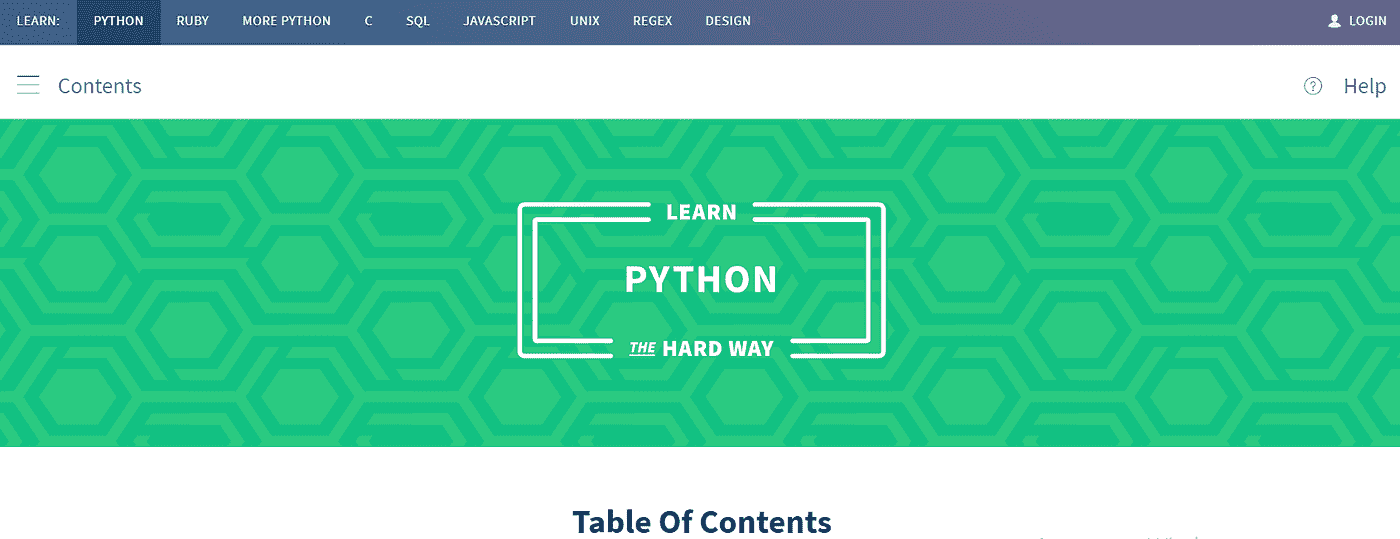 LEARN: PYTHON RUBY MORE PYTHON C SQL JAVASCRIPT UNIX REGEX DESIGN LOGIN
Contents Help
LEARN
PYTHON
THE HARD WAY
Table Of Contents